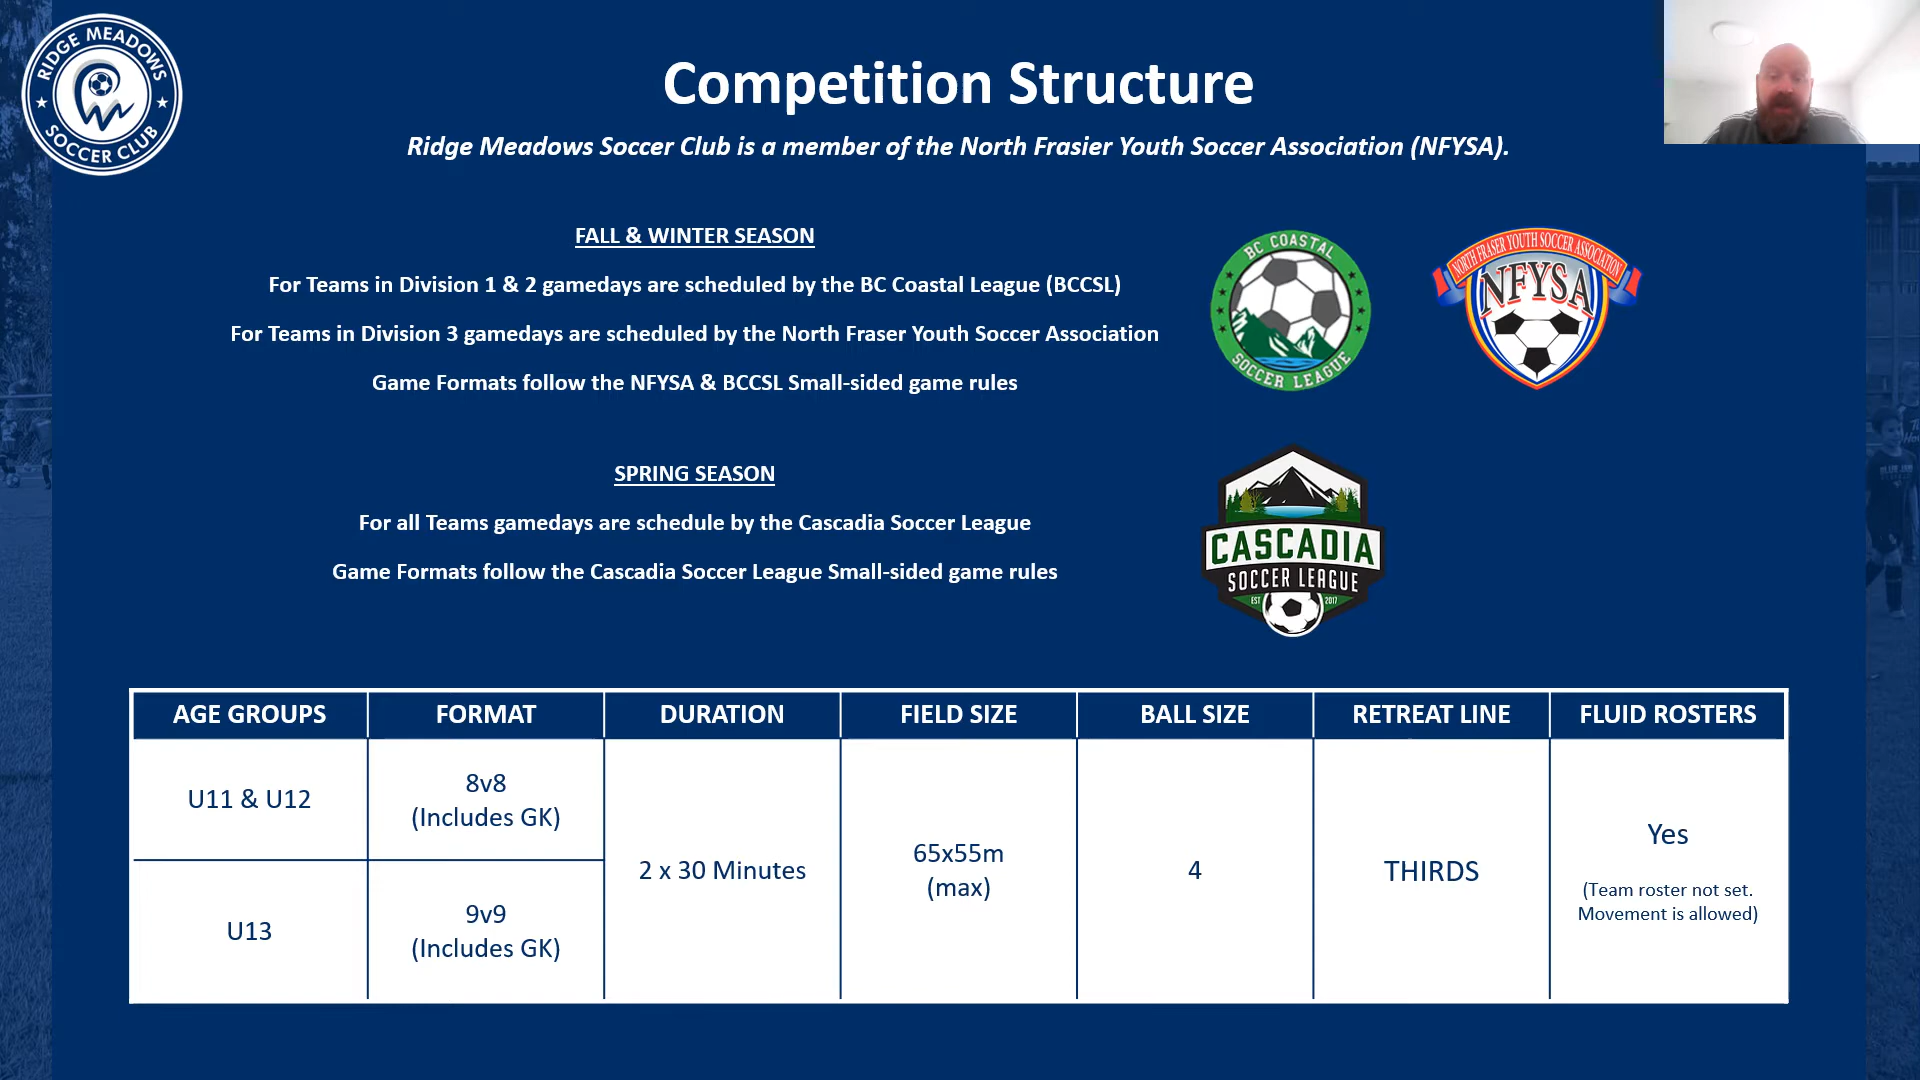 RIDGE MEADOWS
SOCCER CLUB
Competition Structure
Ridge Meadows Soccer Club is a member of the North Frasier Youth Soccer Association (NFYSA).
FALL & WINTER SEASON
For Teams in Division 1 & 2 gamedays are scheduled by the BC Coastal League (BCCSL)
For Teams in Division 3 gamedays are scheduled by the North Fraser Youth Soccer Association
Game Formats follow the NFYSA & BCCSL Small-sided game rules
BC COASTAL
SOCCER LEAGUE
NORTH FRASER YOUTH SOCCER ASSOCIATION
NFYSA
SPRING SEASON
For all Teams gamedays are schedule by the Cascadia Soccer League
Game Formats follow the Cascadia Soccer League Small-sided game rules
CASCADIA
SOCCER LEAGUE
EST 2017
AGE GROUPS FORMAT DURATION FIELD SIZE BALL SIZE RETREAT LINE FLUID ROSTERS
U11 & U12
8v8
(Includes GK)
U13
9v9
(Includes GK)
2 x 30 Minutes
65x55m
(max)
4
THIRDS
Yes
(Team roster not set.
Movement is allowed)